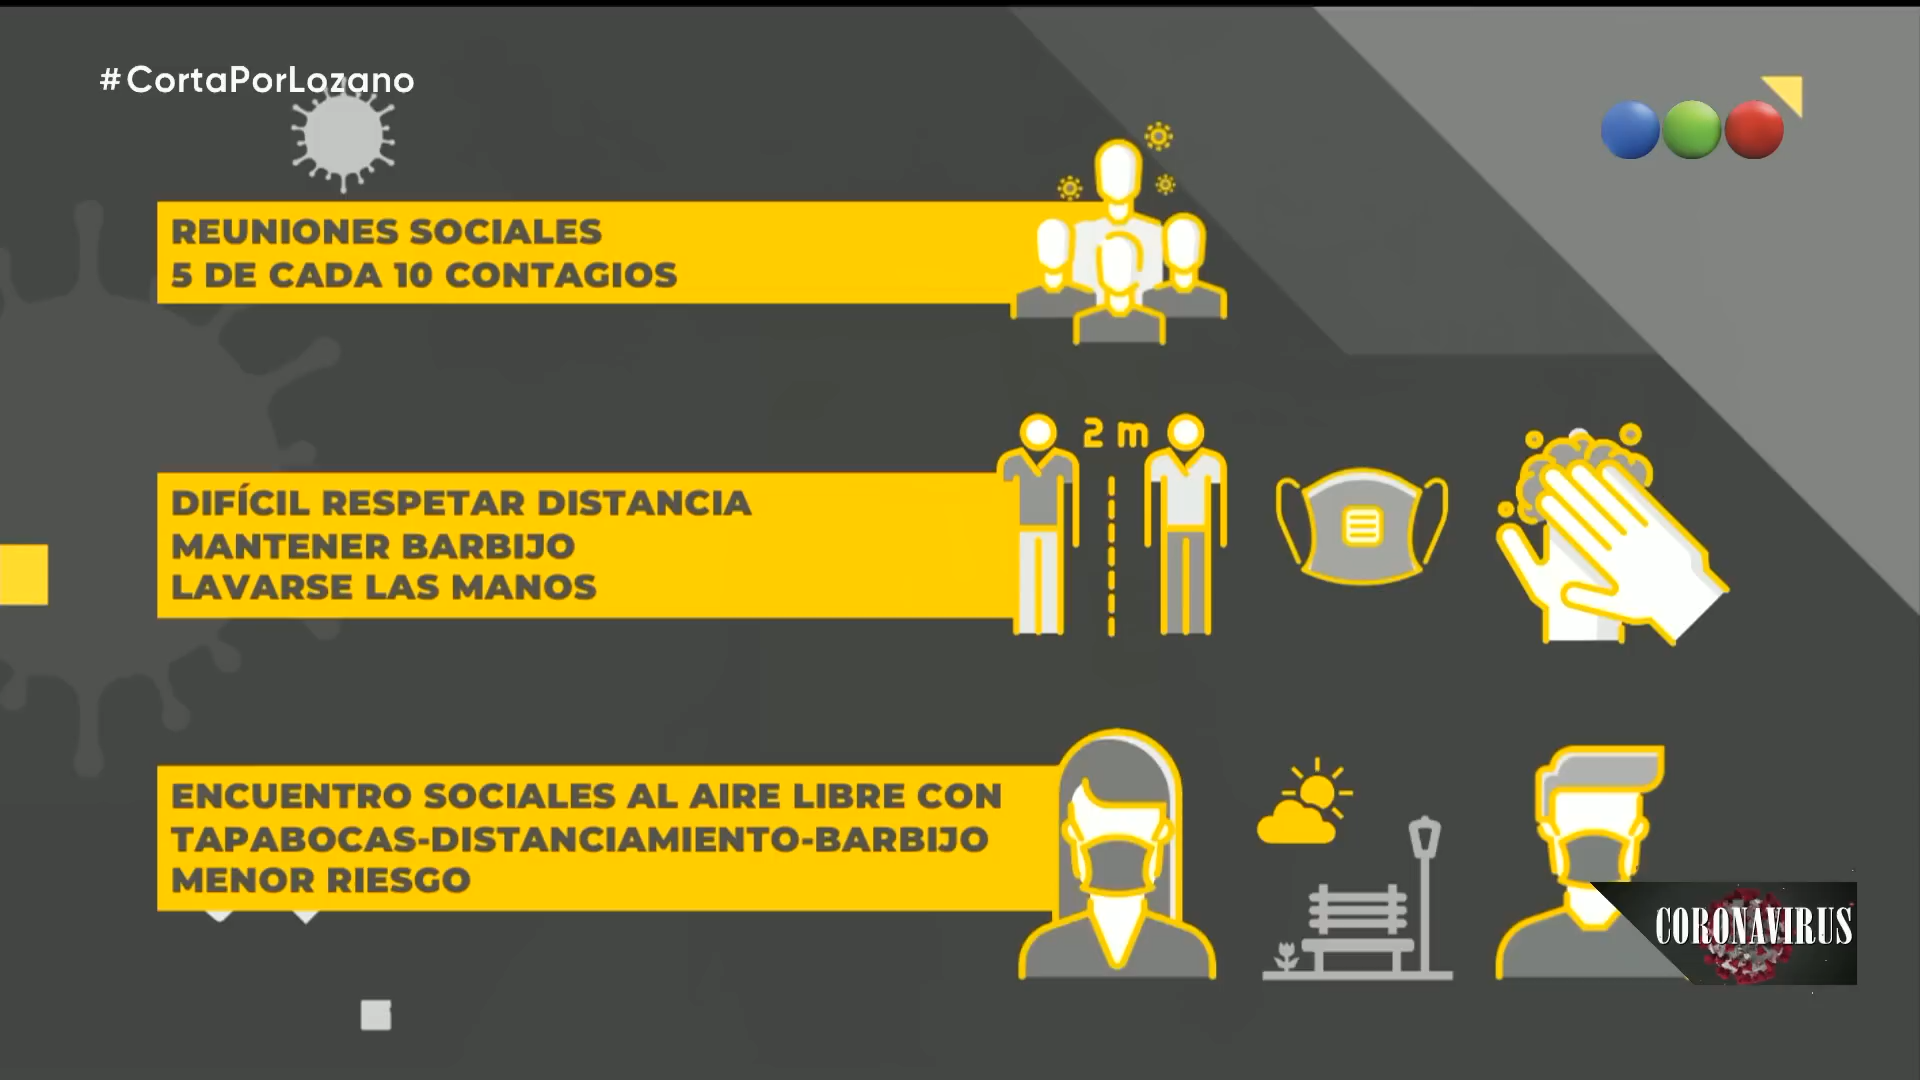 #CortaPorLozano
REUNIONES SOCIALES
5 DE CADA 10 CONTAGIOS
2 m
DIFÍCIL RESPETAR DISTANCIA
MANTENER BARBIJO
LAVARSE LAS MANOS
ENCUENTRO SOCIALES AL AIRE LIBRE CON
TAPABOCAS-DISTANCIAMIENTO-BARBIJO
MENOR RIESGO
CORONAVIRUS